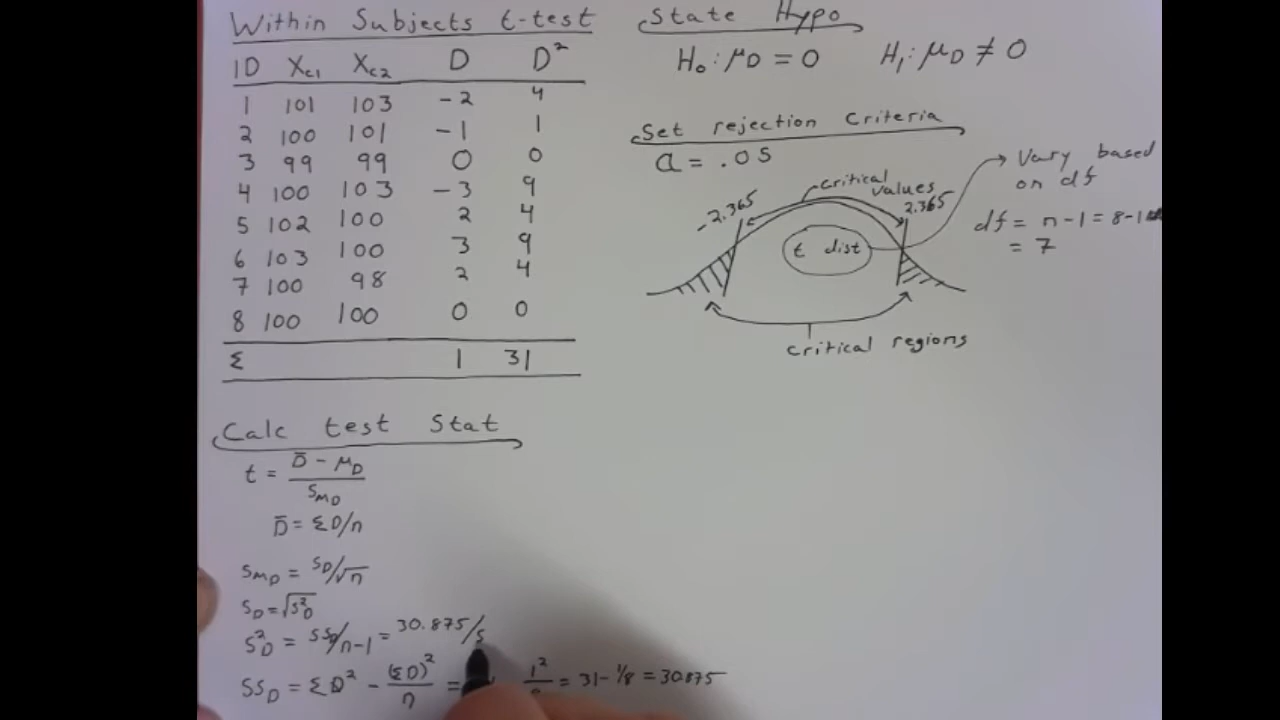 Within Subjects t-test
ID Xc1 Xc2 D D²
1 101 103 -2 4
2 100 101 -1 1
3 99 99 0 0
4 100 103 -3 9
5 102 100 2 4
6 103 100 3 9
7 100 98 2 4
8 100 100 0 0
Σ 1 31
State Hypo
H₀: μD = 0 H₁: μD ≠ 0
Set rejection criteria
α = .05
critical values
-2.365 2.365
t dist
critical regions
Vary based
on df
df = n-1 = 8-1
= 7
Calc test Stat
t = (D̄ - μD)/SMD
D̄ = ΣD/n
SMD = SD/√n
SD = √S²D
S²D = SSD/n-1 = 30.875/
SSD = ΣD² - (ΣD)²/n = 1² = 31-1/8 = 30.875